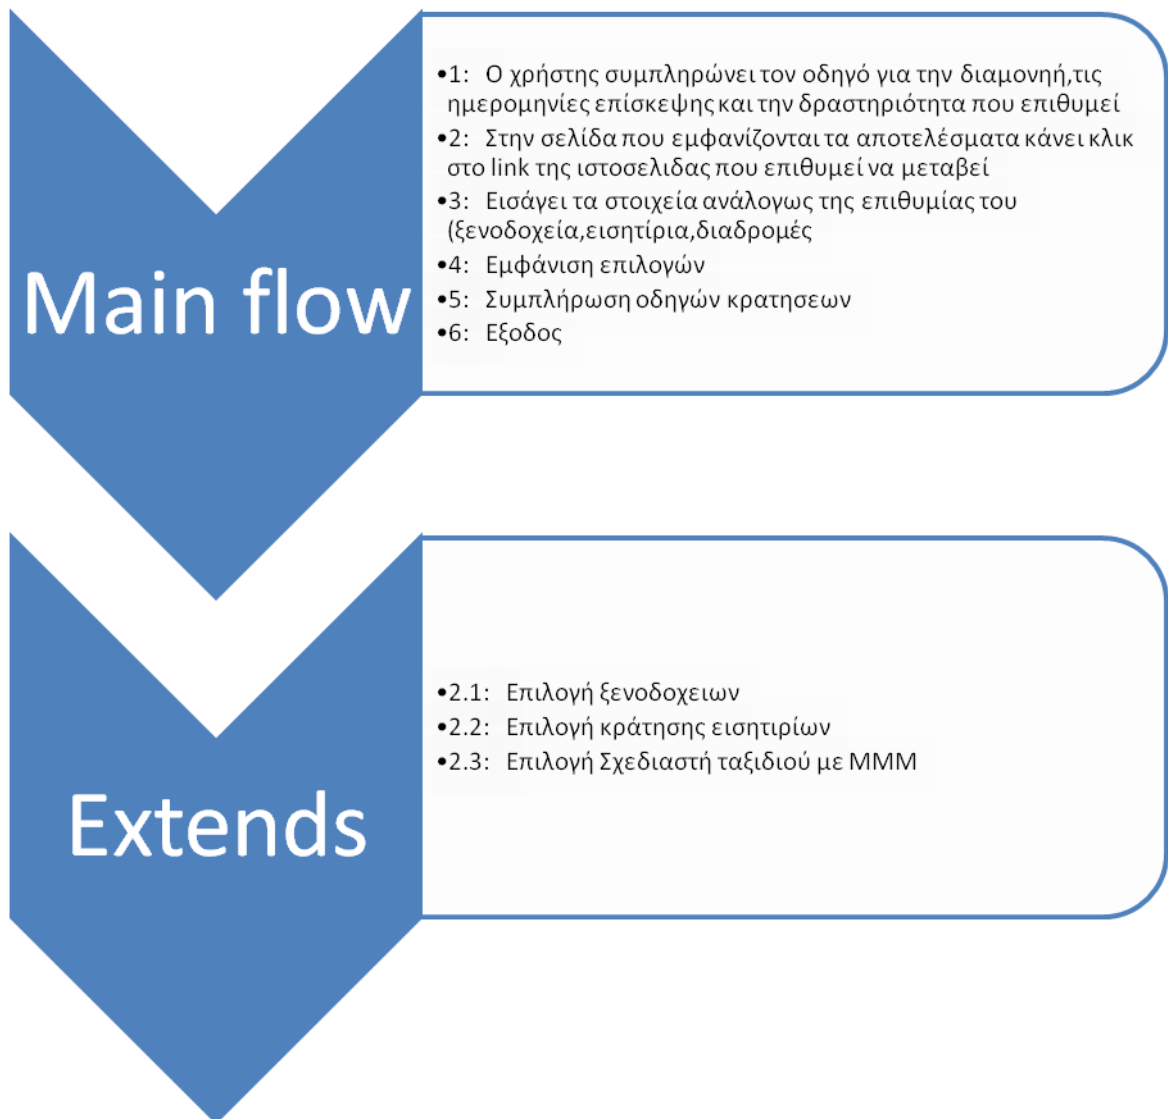 Main flow
•1: Ο χρήστης συμπληρώνει τον οδηγό για την διαμονηή,τις
ημερομηνίες επίσκεψης και την δραστηριότητα που επιθυμεί
•2: Στην σελίδα που εμφανίζονται τα αποτελέσματα κάνει κλικ
στο link της ιστοσελιδας που επιθυμεί να μεταβεί
•3: Εισάγει τα στοιχεία ανάλογως της επιθυμίας του
(ξενοδοχεία,εισητίρια,διαδρομές
•4: Εμφάνιση επιλογών
•5: Συμπλήρωση οδηγών κρατησεων
•6: Εξοδος
Extends
•2.1: Επιλογή ξενοδοχειων
•2.2: Επιλογή κράτησης εισητιρίων
•2.3: Επιλογή Σχεδιαστή ταξιδιού με ΜΜΜ